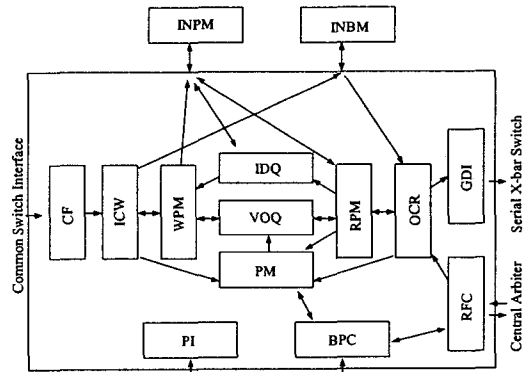 INPM
INBM
Common Switch Interface
CF
ICW
WPM
IDQ
VOQ
PM
RPM
OCR
GDI
RFC
Serial X-bar Switch
Central Arbiter
PI
BPC